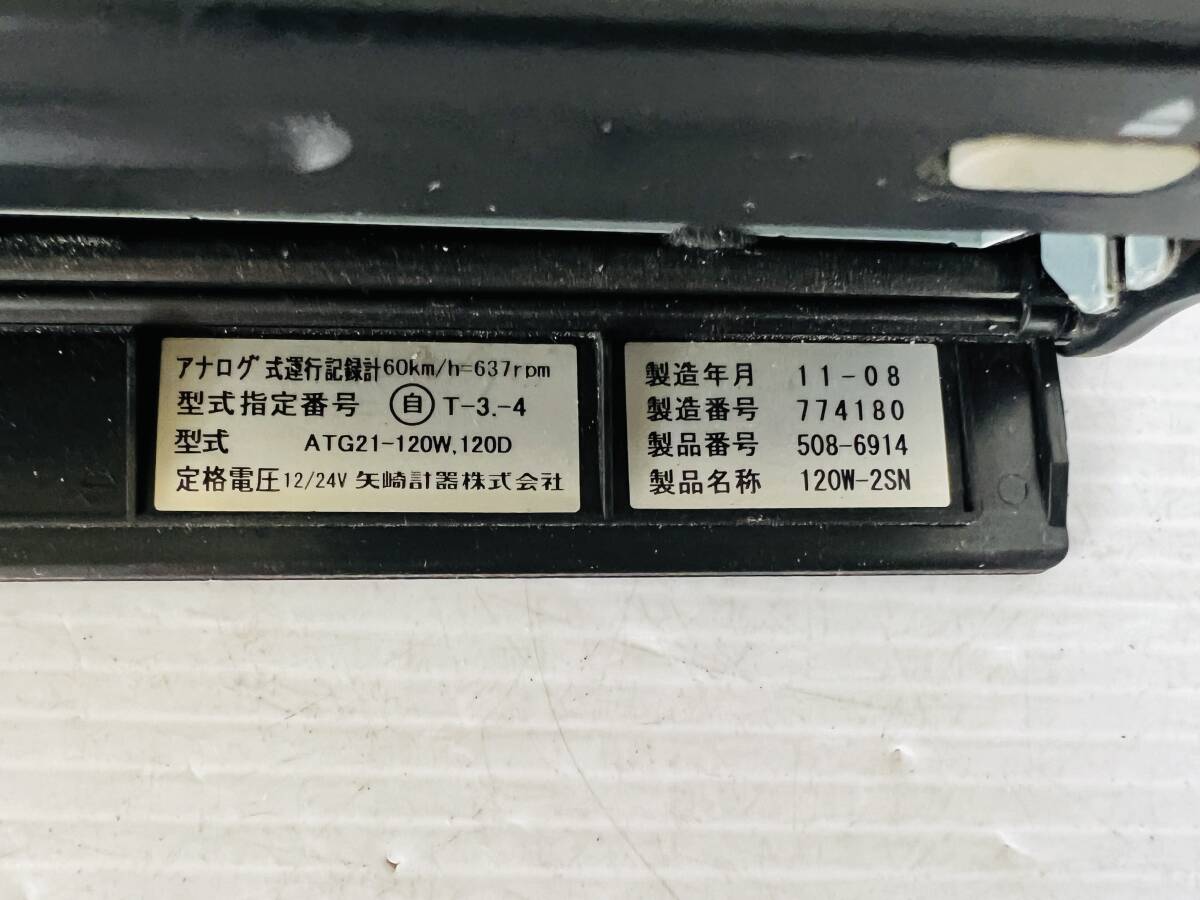 アナログ式運行記録計60km/h=637rpm
型式指定番号 自 T-3.-4
型式 ATG21-120W,120D
定格電圧12/24V 矢崎計器株式会社
製造年月 11-08
製造番号 774180
製品番号 508-6914
製品名称 120W-2SN